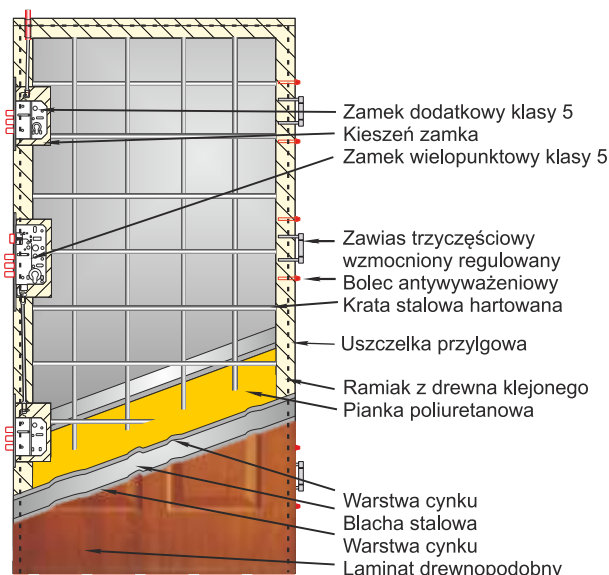 Zamek dodatkowy klasy 5
Kieszeń zamka
Zamek wielopunktowy klasy 5
Zawias trzyczęściowy
wzmocniony regulowany
Bolec antywyważeniowy
Krata stalowa hartowana
Uszczelka przylgowa
Ramiak z drewna klejonego
Pianka poliuretanowa
Warstwa cynku
Blacha stalowa
Warstwa cynku
Laminat drewnopodobny